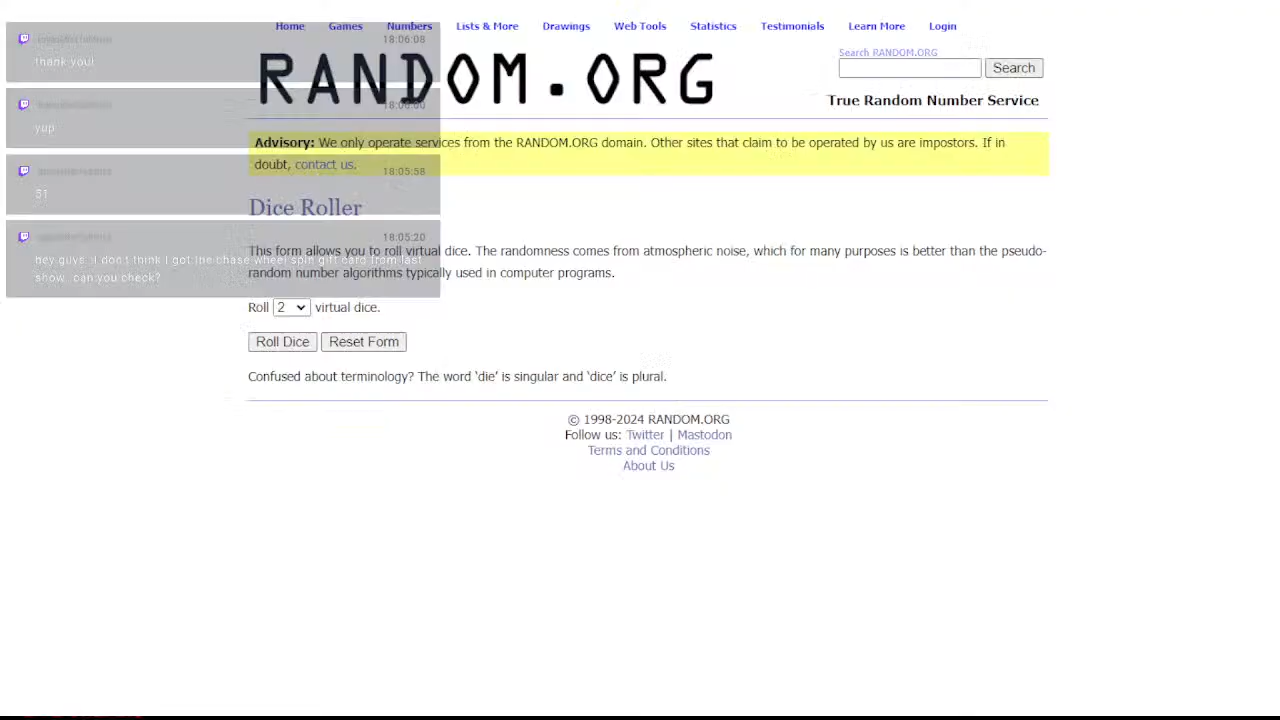 Home Games Numbers Lists & More Drawings Web Tools Statistics Testimonials Learn More Login
18:06:08
thank you!
RANDOM.ORG
Search RANDOM.ORG
Search
True Random Number Service
yup
Advisory: We only operate services from the RANDOM.ORG domain. Other sites that claim to be operated by us are impostors. If in
doubt, contact us.
18:05:58
51
Dice Roller
18:05:20
hey guys.. I don't think I got the chase wheel spin gift card from last
show.. can you check?
This form allows you to roll virtual dice. The randomness comes from atmospheric noise, which for many purposes is better than the pseudo-
random number algorithms typically used in computer programs.
Roll 2 virtual dice.
Roll Dice Reset Form
Confused about terminology? The word ‘die’ is singular and ‘dice’ is plural.
© 1998-2024 RANDOM.ORG
Follow us: Twitter | Mastodon
Terms and Conditions
About Us